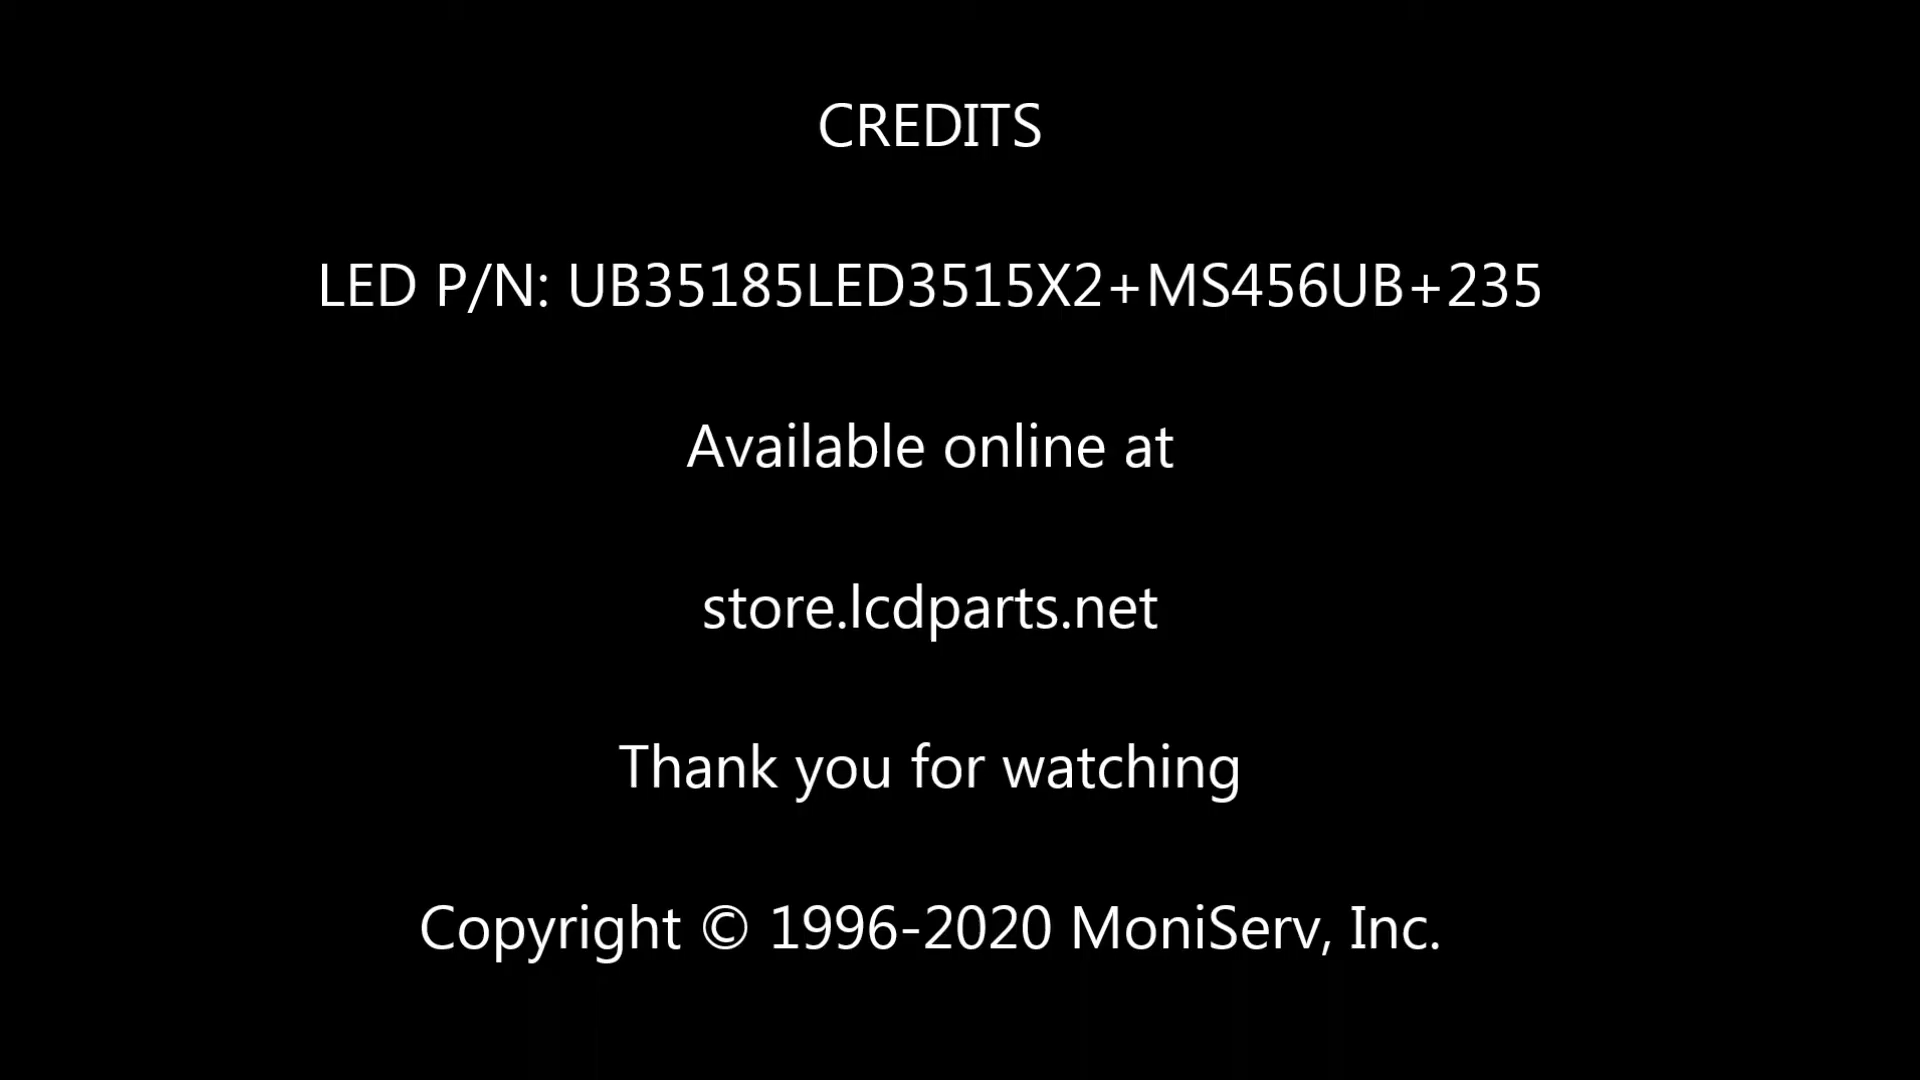 CREDITS
LED P/N: UB35185LED3515X2+MS456UB+235
Available online at
store.lcdparts.net
Thank you for watching
Copyright © 1996-2020 MoniServ, Inc.